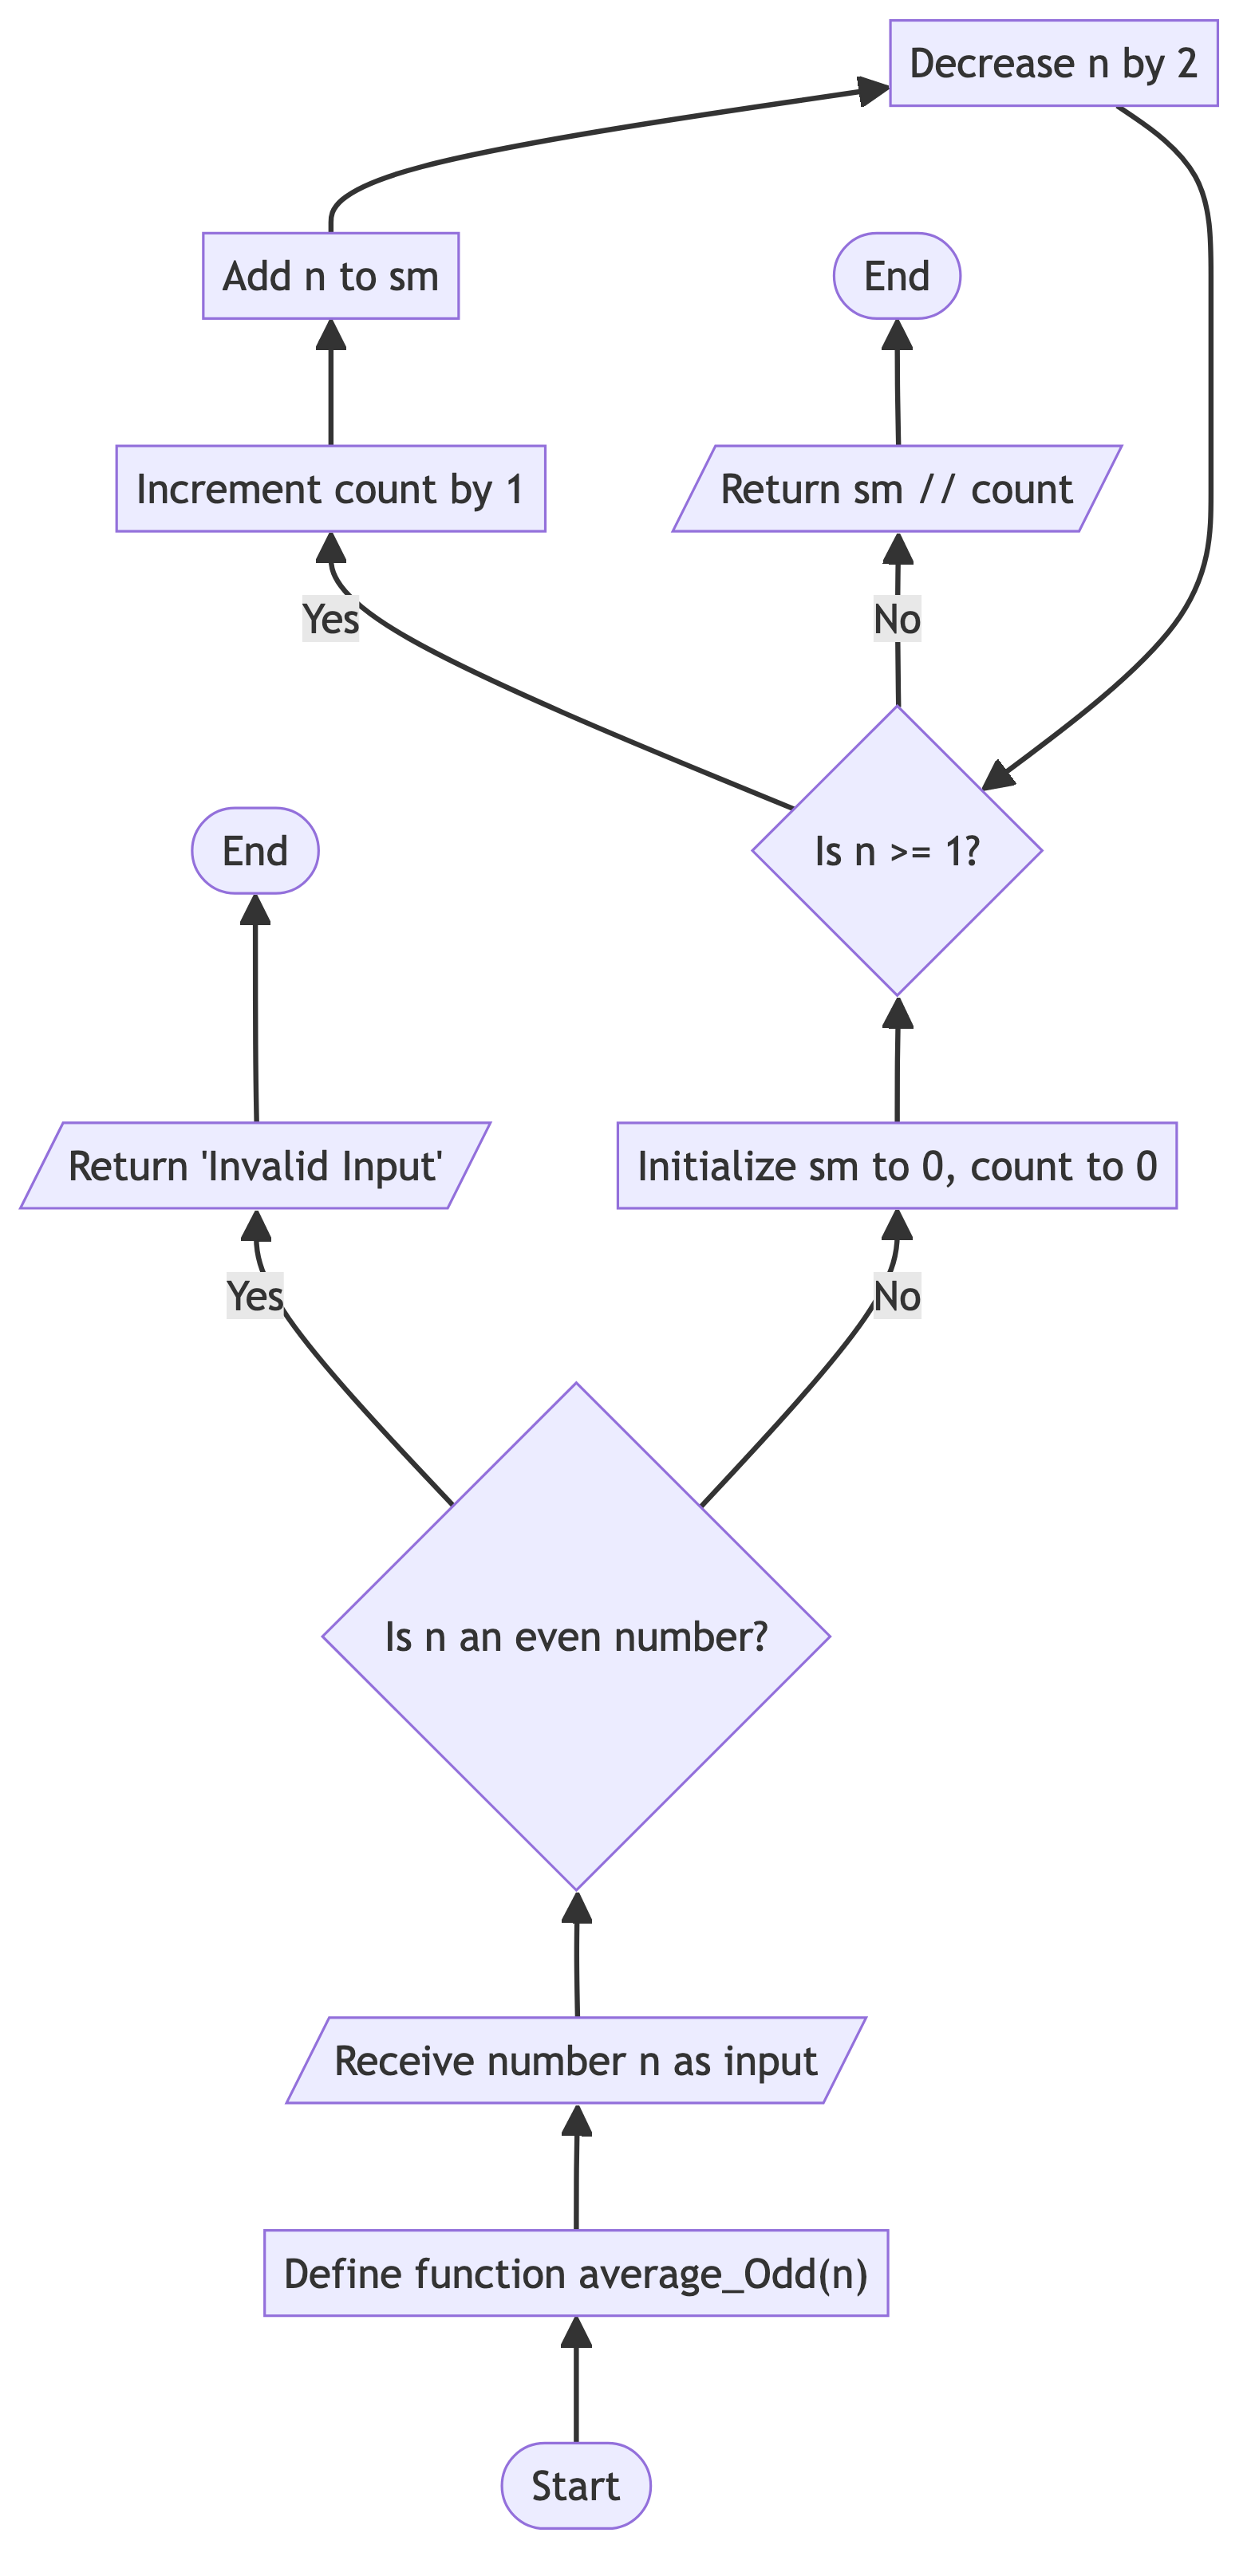 Decrease n by 2
Add n to sm
End
Increment count by 1
Return sm // count
Yes
No
Is n >= 1?
End
Return 'Invalid Input'
Initialize sm to 0, count to 0
Yes
No
Is n an even number?
Receive number n as input
Define function average_Odd(n)
Start